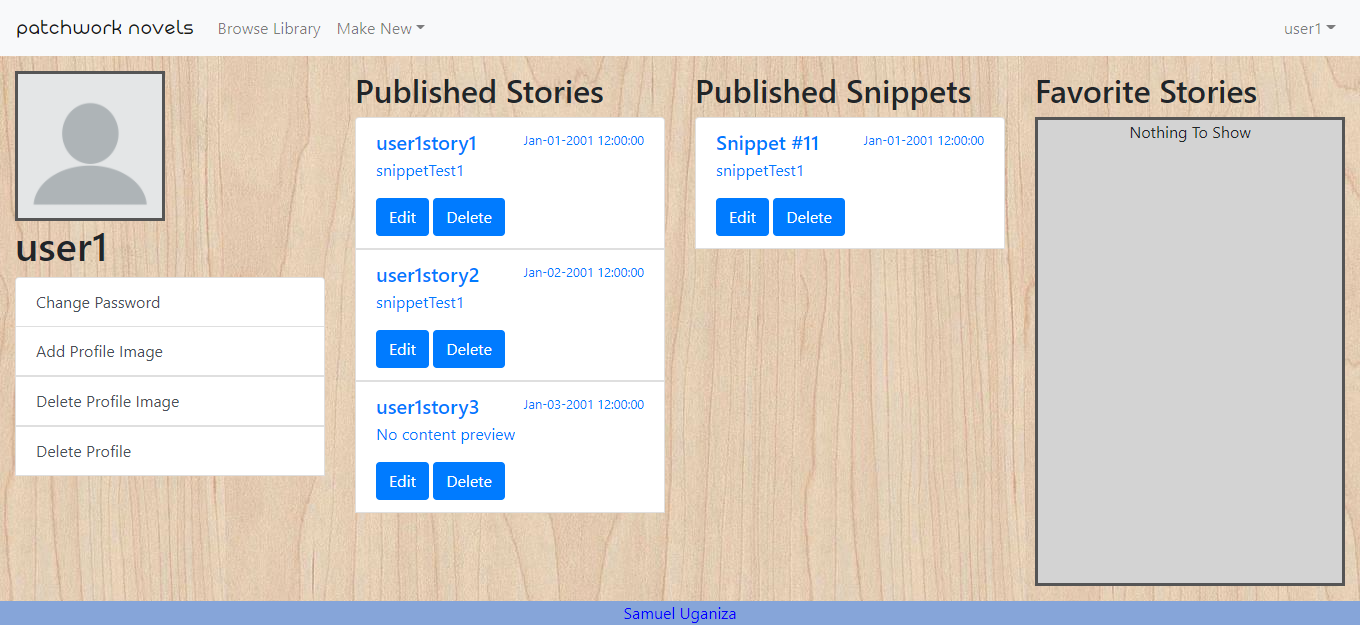 patchwork novels Browse Library Make New user1
user1
Change Password
Add Profile Image
Delete Profile Image
Delete Profile
Published Stories
user1story1 Jan-01-2001 12:00:00
snippetTest1
Edit Delete
user1story2 Jan-02-2001 12:00:00
snippetTest1
Edit Delete
user1story3 Jan-03-2001 12:00:00
No content preview
Edit Delete
Published Snippets
Snippet #11 Jan-01-2001 12:00:00
snippetTest1
Edit Delete
Favorite Stories
Nothing To Show
Samuel Uganiza